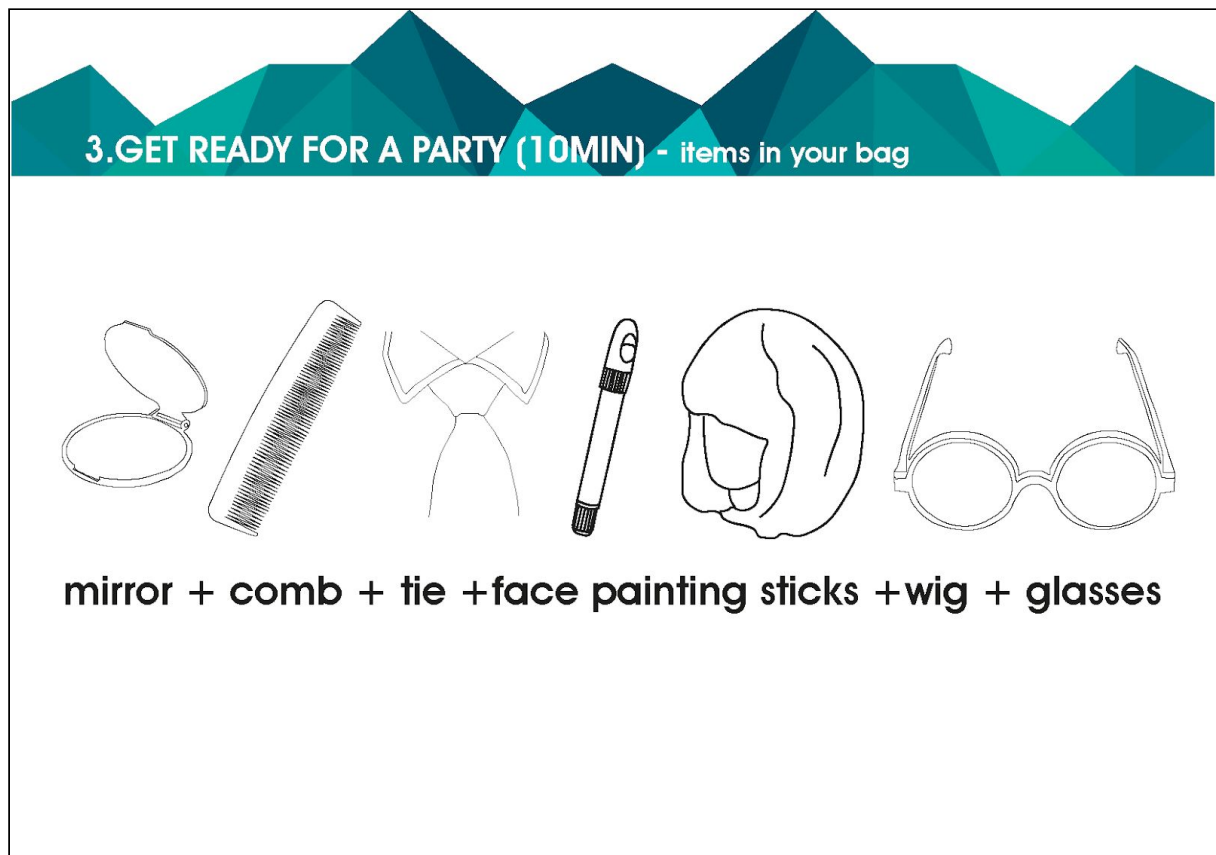 3.GET READY FOR A PARTY (10MIN) - items in your bag
mirror + comb + tie +face painting sticks +wig + glasses